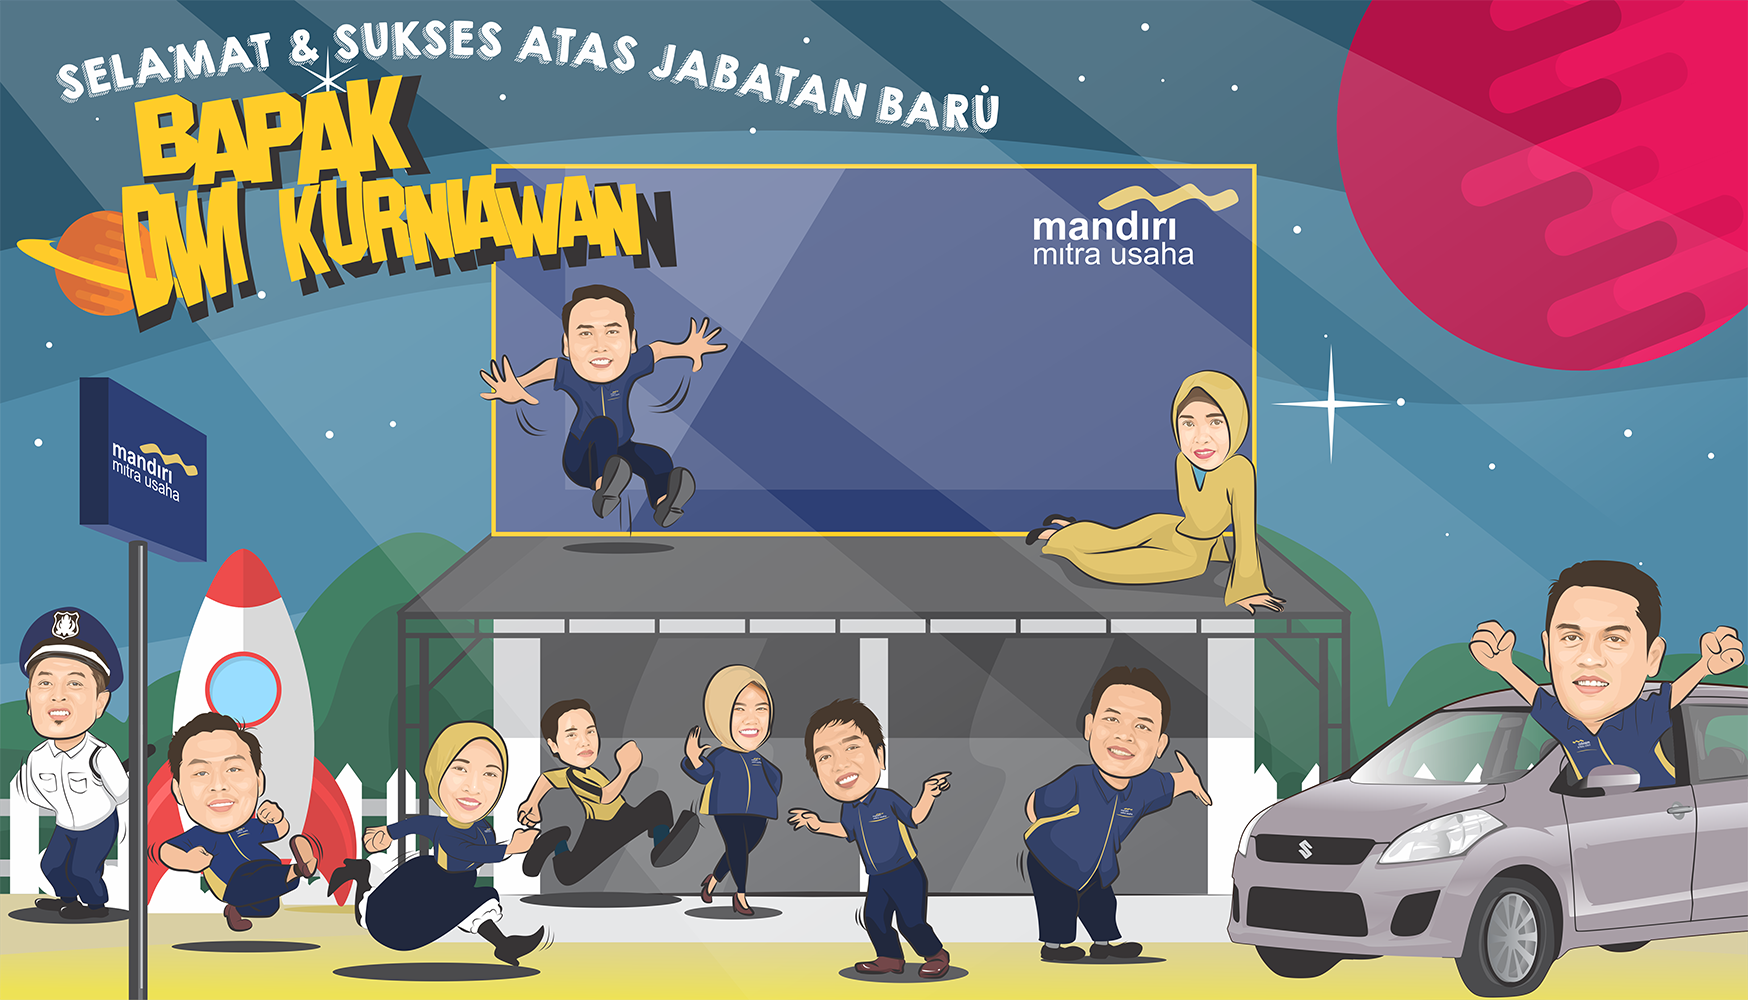 SELAMAT & SUKSES ATAS JABATAN BARU
BAPAK
DWI KURNIAWAN
mandiri
mitra usaha
mandiri
mitra usaha